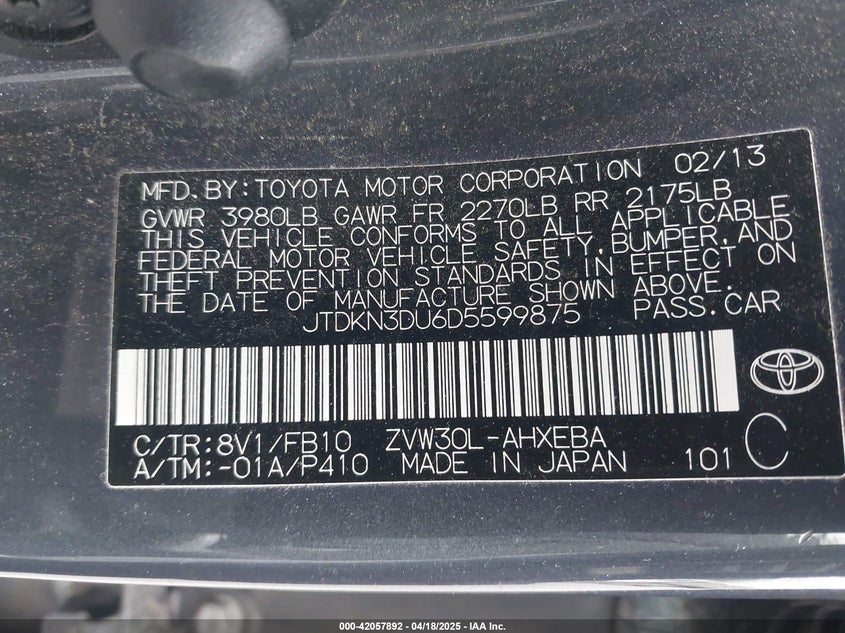 MFD.BY:TOYOTA MOTOR CORPORATION 02/13
GVWR 3980LB GAWR FR 2270LB RR 2175LB
THIS VEHICLE CONFORMS TO ALL APPLICABLE
FEDERAL MOTOR VEHICLE SAFETY,BUMPER,AND
THEFT PREVENTION STANDARDS IN EFFECT ON
THE DATE OF MANUFACTURE SHOWN ABOVE.
JTDKN3DU6D5599875 PASS.CAR
C/TR:8V1/FB10 ZVW30L-AHXEBA
A/TM:-01A/P410 MADE IN JAPAN 101 C
000-42057892 | 04/18/2025 - IAA Inc.